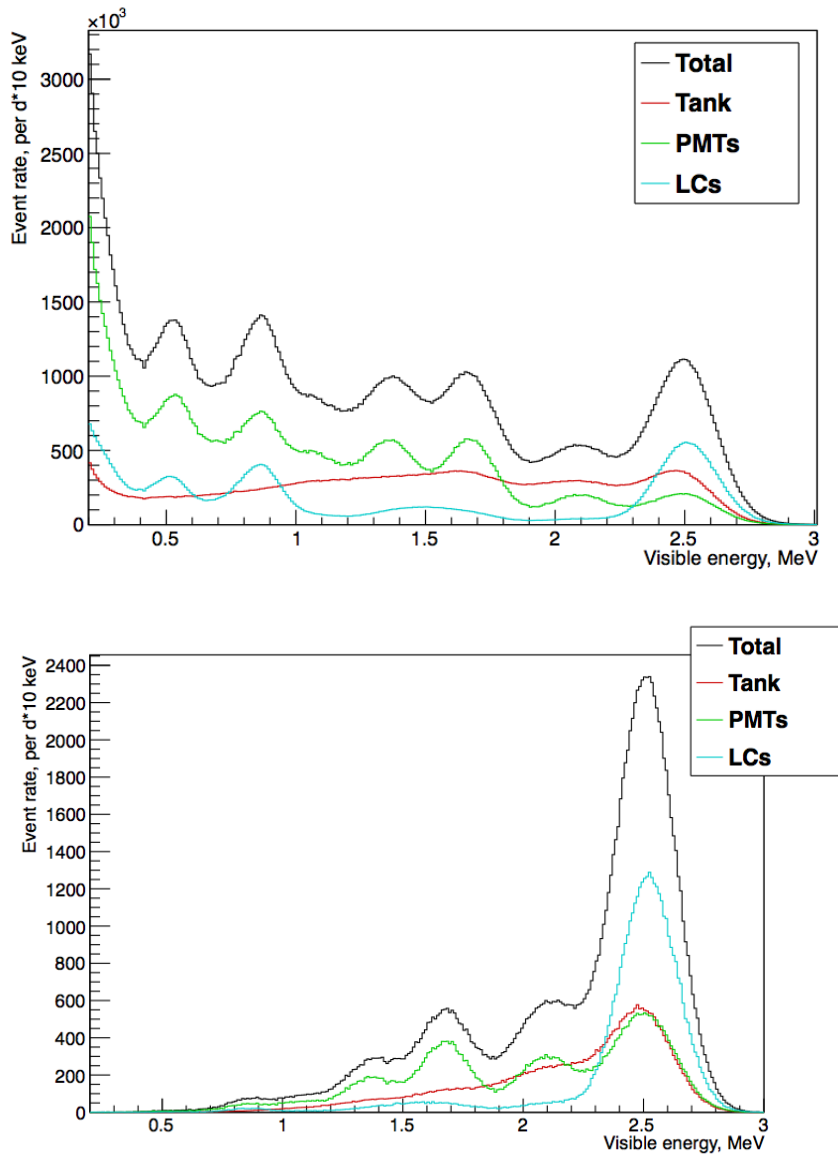 ×10³
Event rate, per d*10 keV
3000
2500
2000
1500
1000
500
0
Total
Tank
PMTs
LCs
0.5
1
1.5
2
2.5
3
Visible energy, MeV
Event rate, per d*10 keV
2400
2200
2000
1800
1600
1400
1200
1000
800
600
400
200
0
Total
Tank
PMTs
LCs
0.5
1
1.5
2
2.5
3
Visible energy, MeV